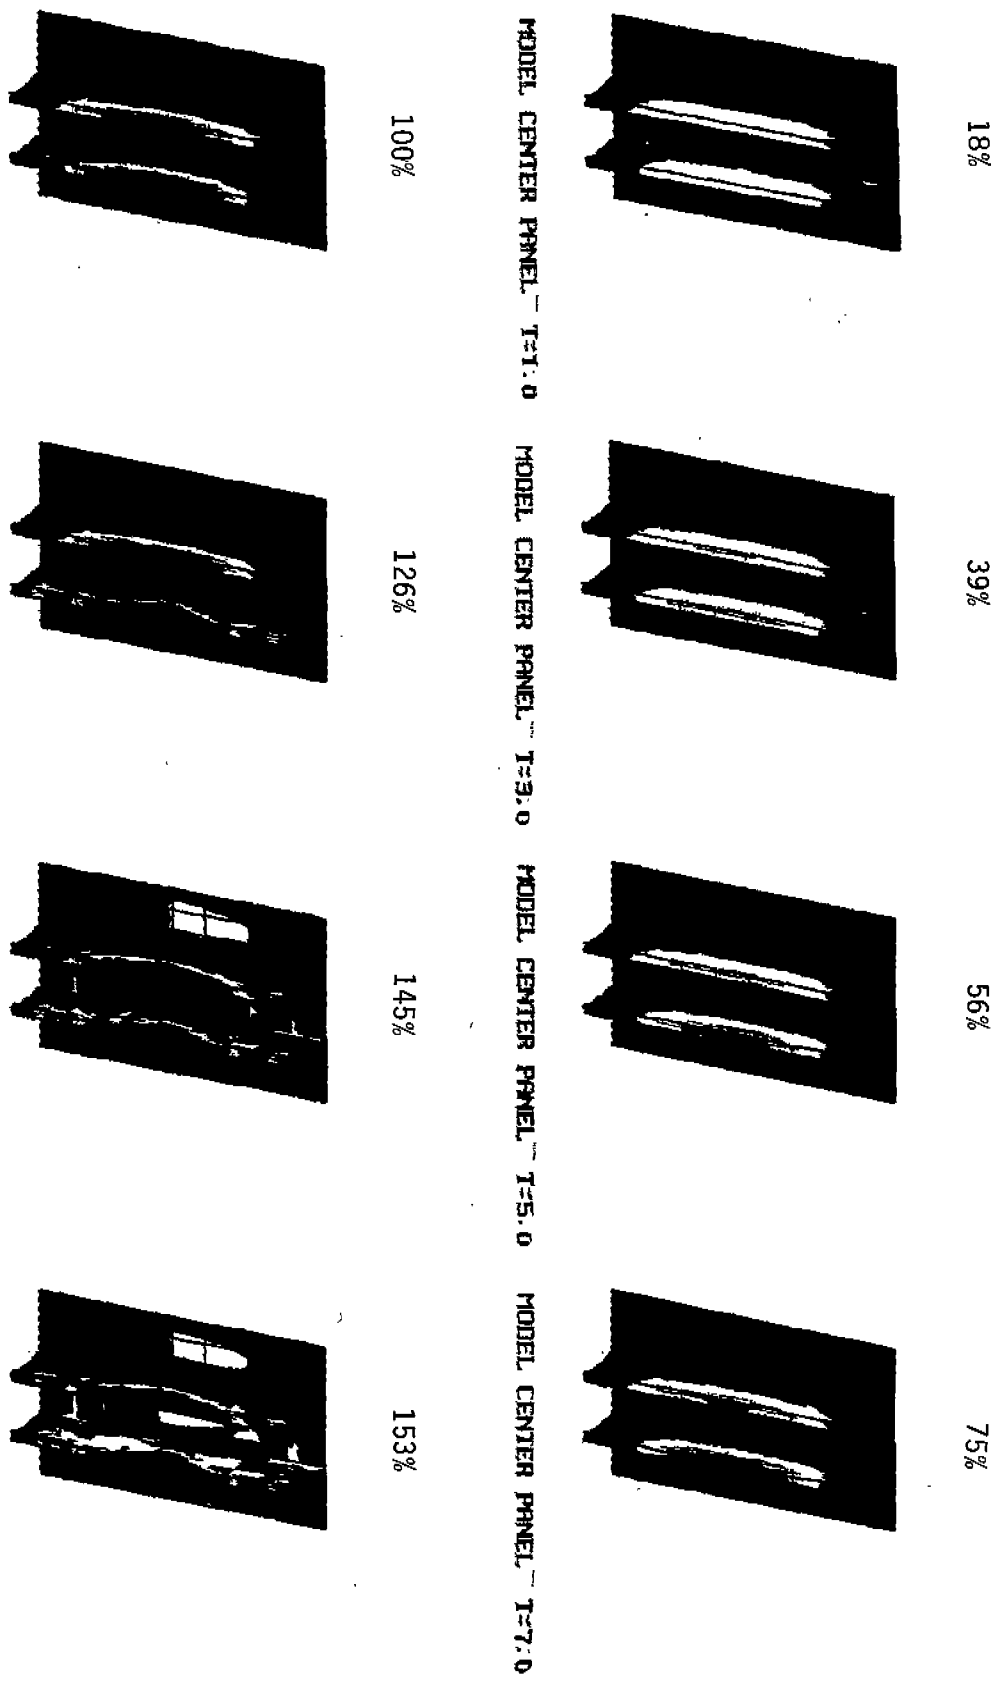 18%
39%
56%
75%
MODEL CENTER PANEL T=1.0
MODEL CENTER PANEL T=3.0
MODEL CENTER PANEL T=5.0
MODEL CENTER PANEL T=7.0
100%
126%
145%
153%